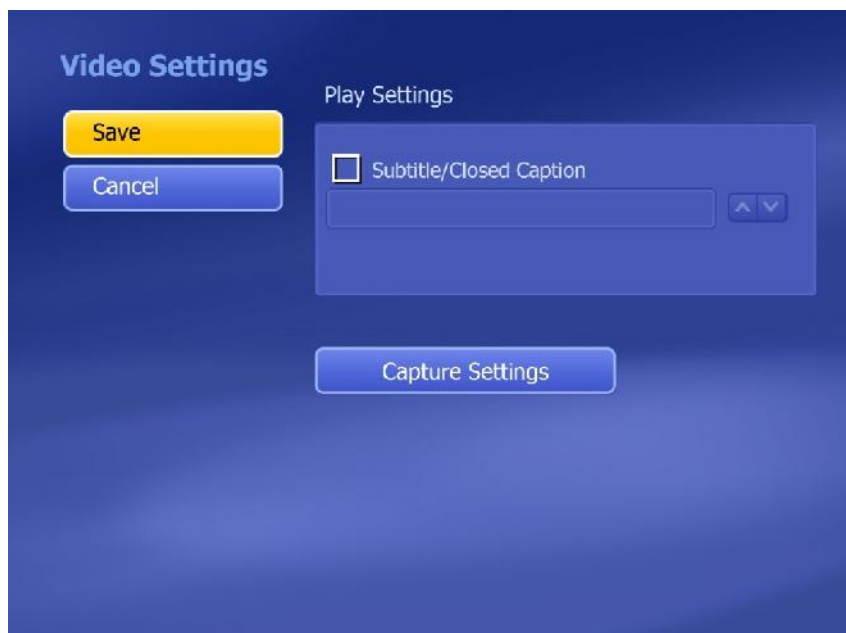 Video Settings
Save
Cancel
Play Settings
Subtitle/Closed Caption
Capture Settings